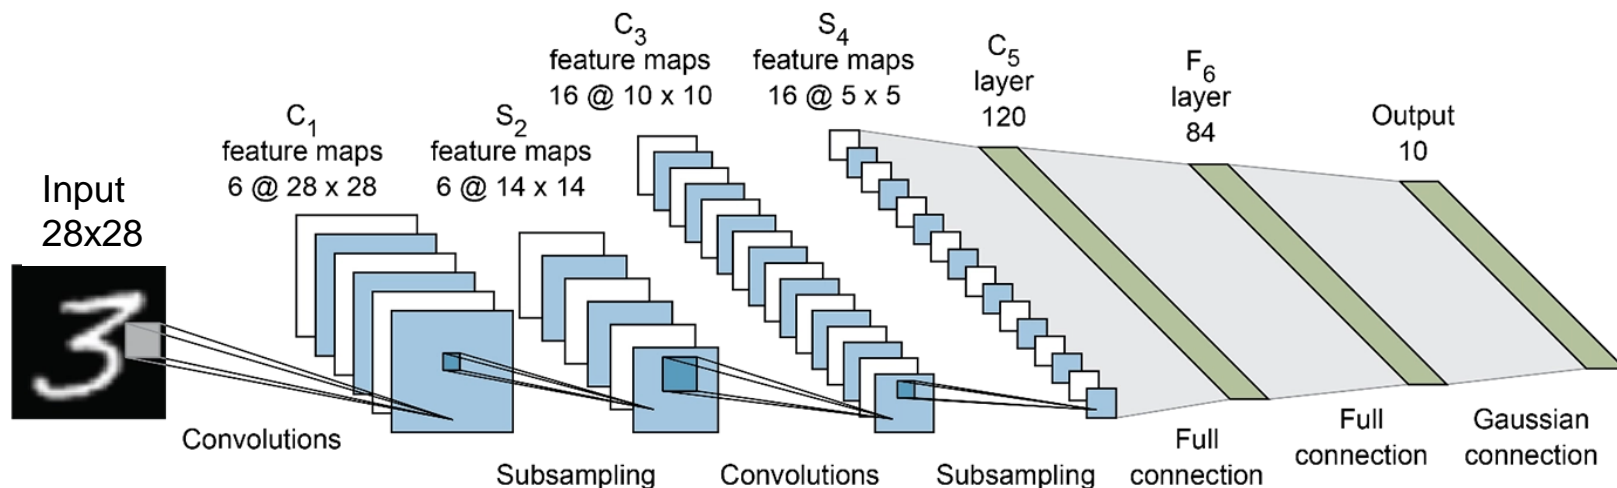 Input
28x28
C1
feature maps
6 @ 28 x 28
S2
feature maps
6 @ 14 x 14
C3
feature maps
16 @ 10 x 10
S4
feature maps
16 @ 5 x 5
C5
layer
120
F6
layer
84
Output
10
3
Convolutions
Subsampling
Convolutions
Subsampling
Full
connection
Full
connection
Gaussian
connection